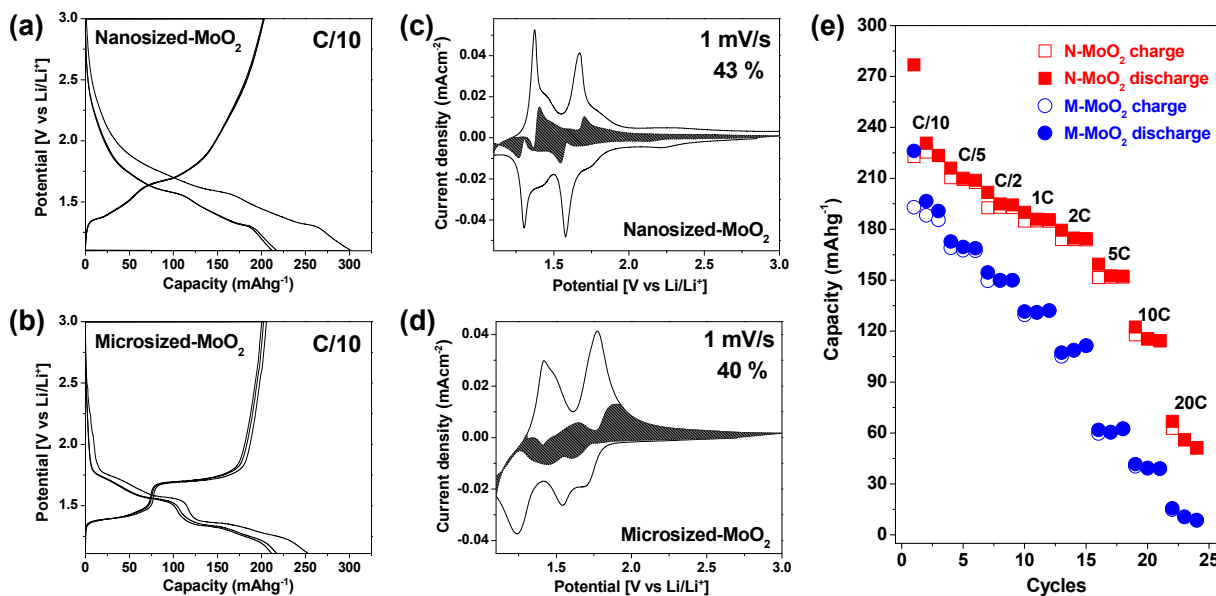 (a)
Nanosized-MoO₂
C/10
Potential [V vs Li/Li⁺]
3.0
2.5
2.0
1.5
0 50 100 150 200 250 300
Capacity (mAhg⁻¹)
(b)
Microsized-MoO₂
C/10
Potential [V vs Li/Li⁺]
3.0
2.5
2.0
1.5
0 50 100 150 200 250 300
Capacity (mAhg⁻¹)
(c)
1 mV/s
43 %
Current density (mAcm⁻²)
0.04
0.02
0.00
-0.02
-0.04
Nanosized-MoO₂
1.5 2.0 2.5 3.0
Potential [V vs Li/Li⁺]
(d)
1 mV/s
40 %
Current density (mAcm⁻²)
0.04
0.02
0.00
-0.02
-0.04
Microsized-MoO₂
1.5 2.0 2.5 3.0
Potential [V vs Li/Li⁺]
(e)
N-MoO₂ charge
N-MoO₂ discharge
M-MoO₂ charge
M-MoO₂ discharge
C/10
C/5
C/2
1C
2C
5C
10C
20C
Capacity (mAhg⁻¹)
300
270
240
210
180
150
120
90
60
30
0
0 5 10 15 20 25
Cycles